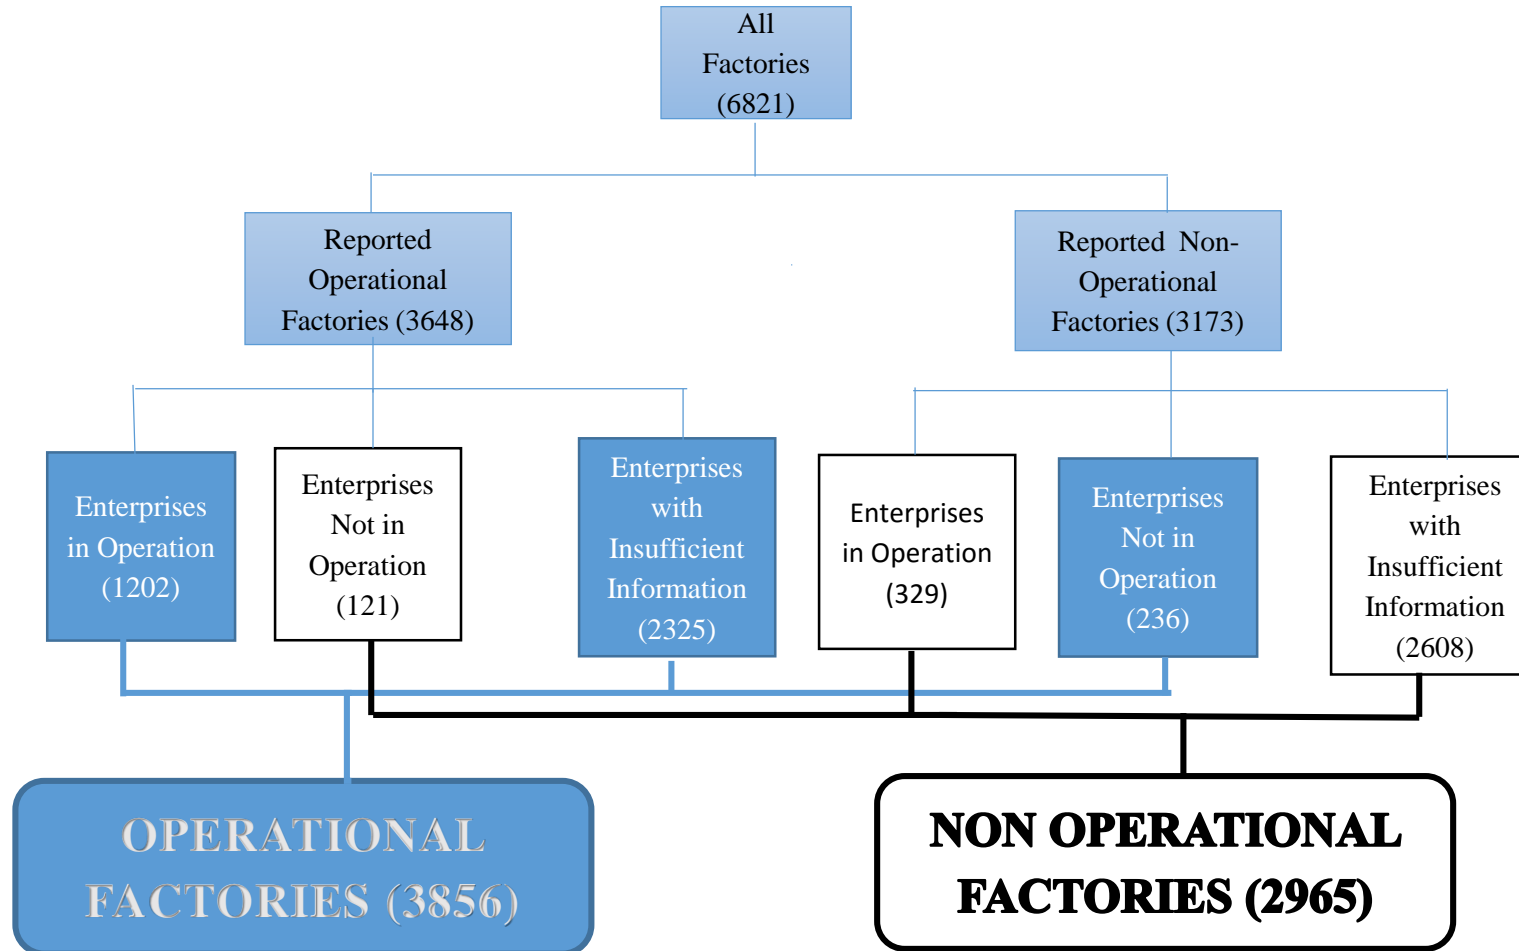 All
Factories
(6821)
Reported
Operational
Factories (3648)
Reported Non-
Operational
Factories (3173)
Enterprises
in Operation
(1202)
Enterprises
Not in
Operation
(121)
Enterprises
with
Insufficient
Information
(2325)
Enterprises
in Operation
(329)
Enterprises
Not in
Operation
(236)
Enterprises
with
Insufficient
Information
(2608)
OPERATIONAL
FACTORIES (3856)
NON OPERATIONAL
FACTORIES (2965)